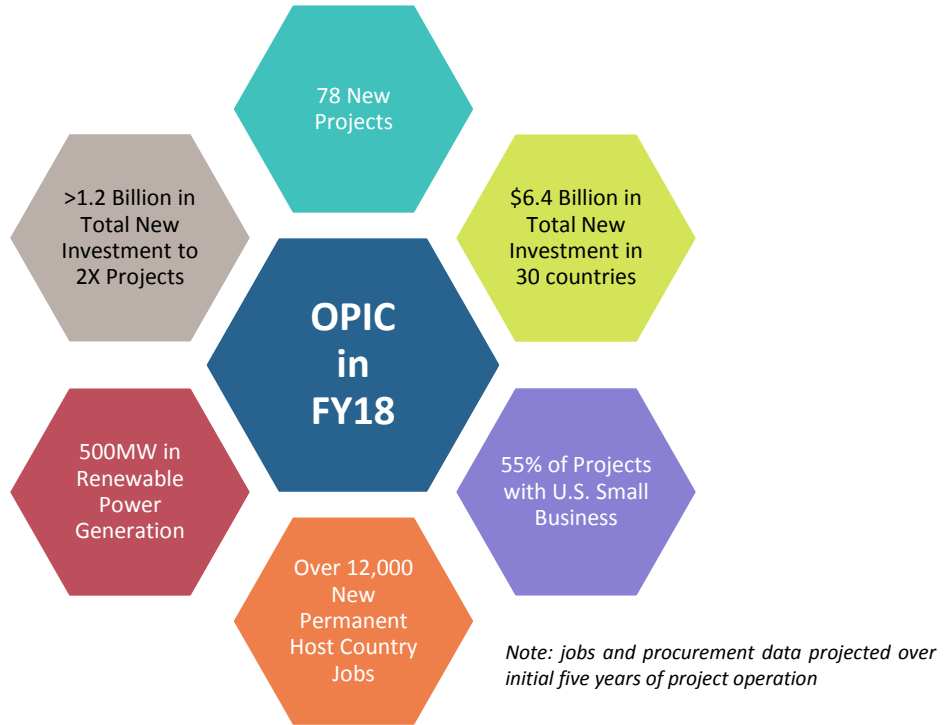 78 New
Projects
>1.2 Billion in
Total New
Investment to
2X Projects
$6.4 Billion in
Total New
Investment in
30 countries
OPIC
in
FY18
500MW in
Renewable
Power
Generation
55% of Projects
with U.S. Small
Business
Over 12,000
New
Permanent
Host Country
Jobs
Note: jobs and procurement data projected over
initial five years of project operation